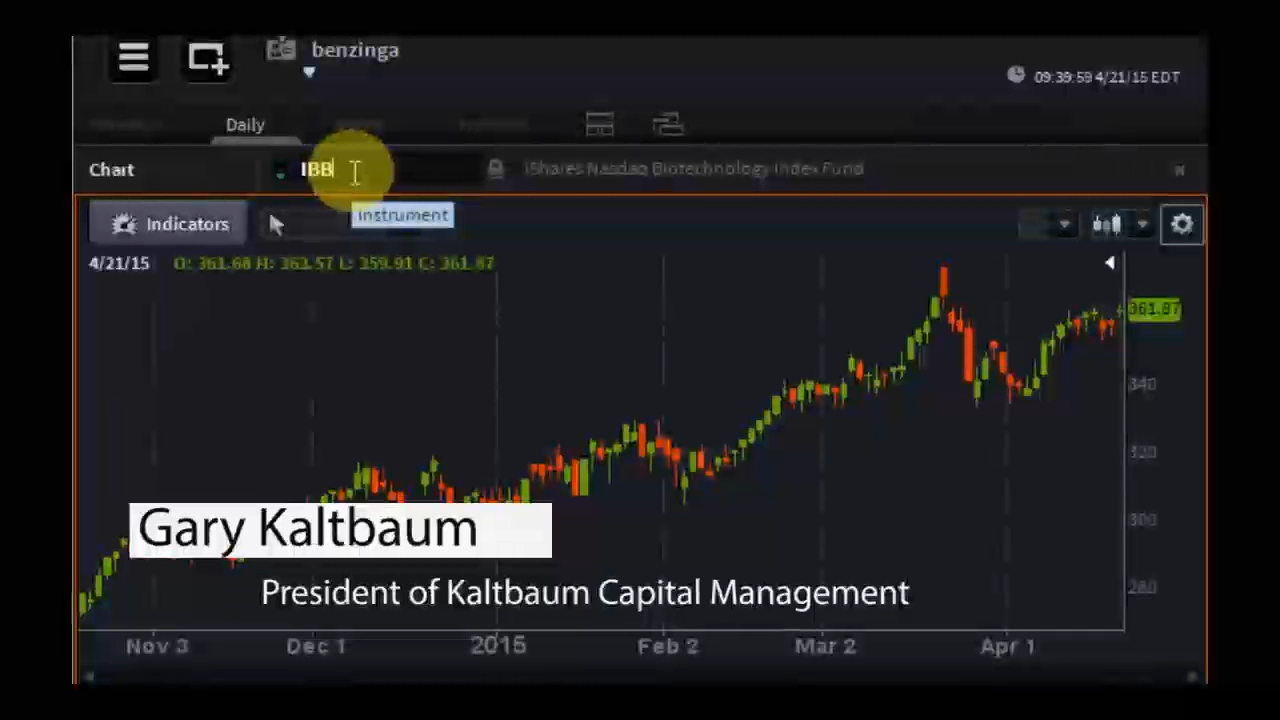 benzinga
09:39:59 4/21/15 EDT
Daily
Chart IBB iShares Nasdaq Biotechnology Index Fund
Instrument
Indicators
4/21/15 O: 361.68 H: 363.57 L: 359.91 C: 361.87
361.87
340
320
300
280
Gary Kaltbaum
President of Kaltbaum Capital Management
Nov 3 Dec 1 2015 Feb 2 Mar 2 Apr 1